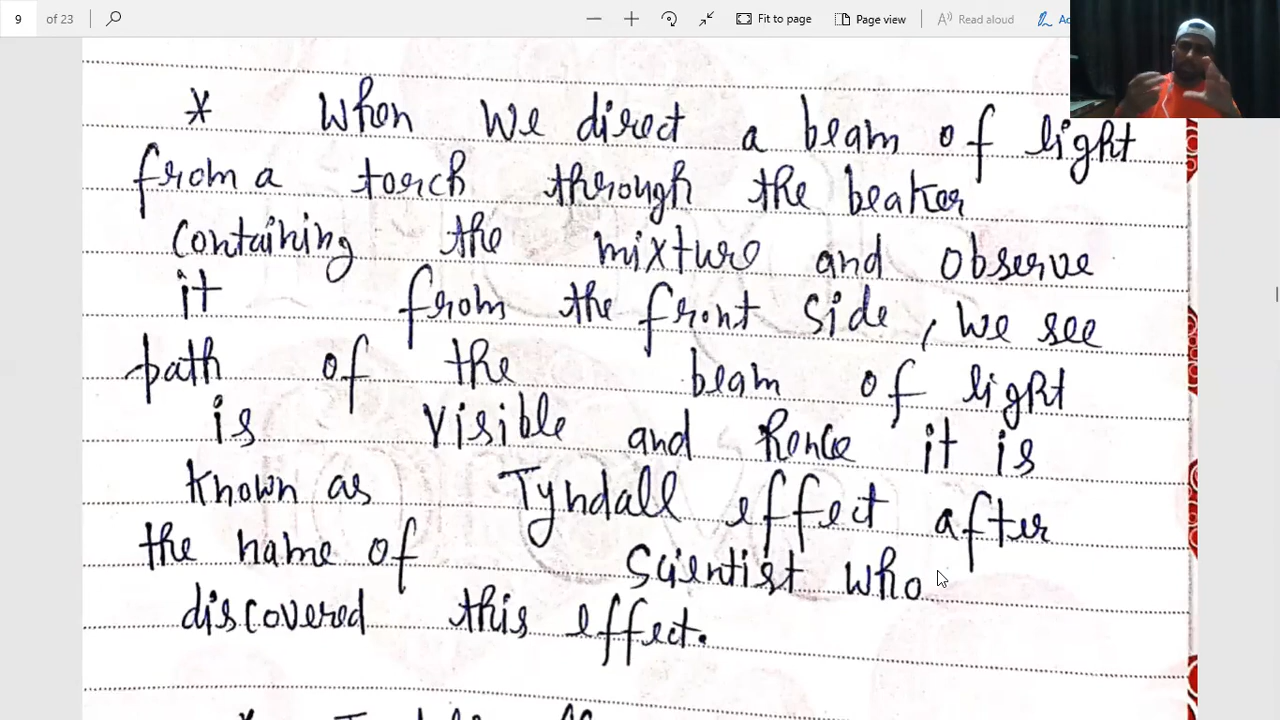 9 of 23
Fit to page
Page view
Read aloud
* When we direct a beam of light
from a torch through the beaker
containing the mixture and observe
it from the front side, we see
path of the beam of light
is visible and hence it is
known as Tyndall effect after
the name of Scientist who
discovered this effect.